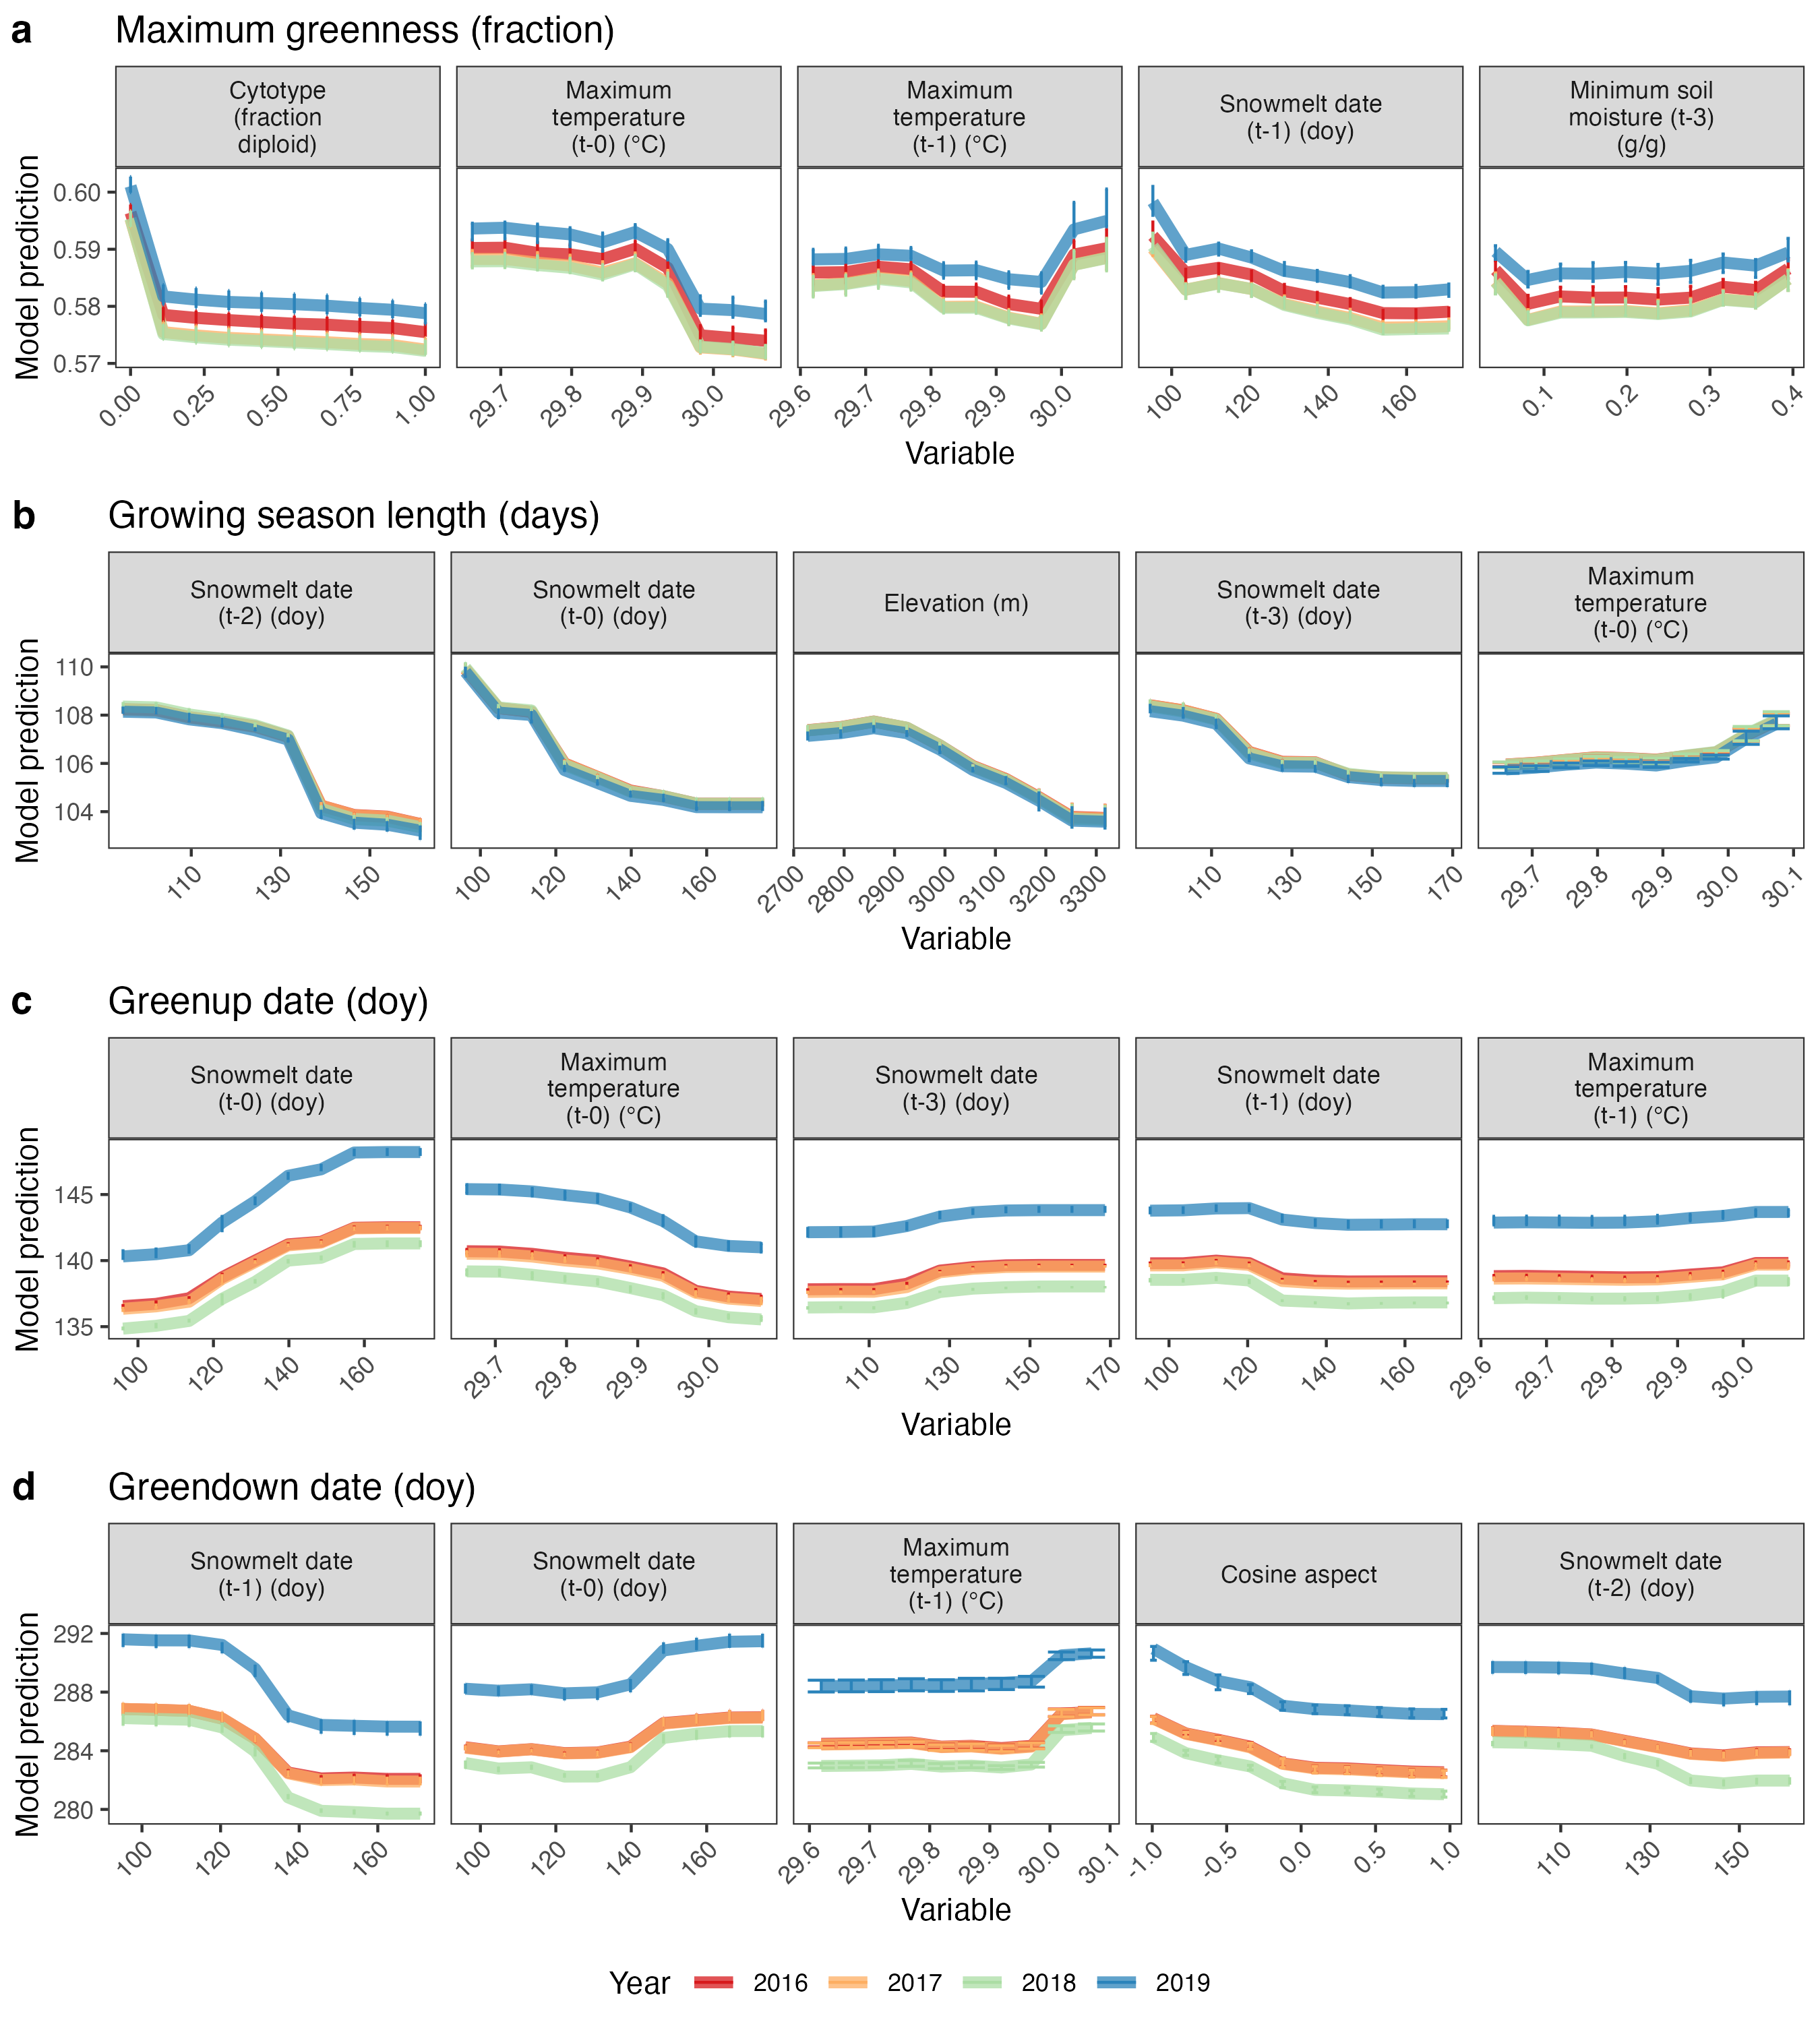 a Maximum greenness (fraction)
Cytotype
(fraction
diploid)
Maximum
temperature
(t-0) (°C)
Maximum
temperature
(t-1) (°C)
Snowmelt date
(t-1) (doy)
Minimum soil
moisture (t-3)
(g/g)
Model prediction
0.60
0.59
0.58
0.57
0.00 0.25 0.50 0.75 1.00
29.7 29.8 29.9 30.0
29.6 29.7 29.8 29.9 30.0
100 120 140 160
0.1 0.2 0.3 0.4
Variable
b Growing season length (days)
Snowmelt date
(t-2) (doy)
Snowmelt date
(t-0) (doy)
Elevation (m)
Snowmelt date
(t-3) (doy)
Maximum
temperature
(t-0) (°C)
Model prediction
110
108
106
104
110 130 150
100 120 140 160
2700 2800 2900 3000 3100 3200 3300
110 130 150 170
29.7 29.8 29.9 30.0 30.1
Variable
c Greenup date (doy)
Snowmelt date
(t-0) (doy)
Maximum
temperature
(t-0) (°C)
Snowmelt date
(t-3) (doy)
Snowmelt date
(t-1) (doy)
Maximum
temperature
(t-1) (°C)
Model prediction
145
140
135
100 120 140 160
29.7 29.8 29.9 30.0
110 130 150 170
100 120 140 160
29.6 29.7 29.8 29.9 30.0
Variable
d Greendown date (doy)
Snowmelt date
(t-1) (doy)
Snowmelt date
(t-0) (doy)
Maximum
temperature
(t-1) (°C)
Cosine aspect
Snowmelt date
(t-2) (doy)
Model prediction
292
288
284
280
100 120 140 160
100 120 140 160
29.6 29.7 29.8 29.9 30.0 30.1
-1.0 -0.5 0.0 0.5 1.0
110 130 150
Variable
Year 2016 2017 2018 2019